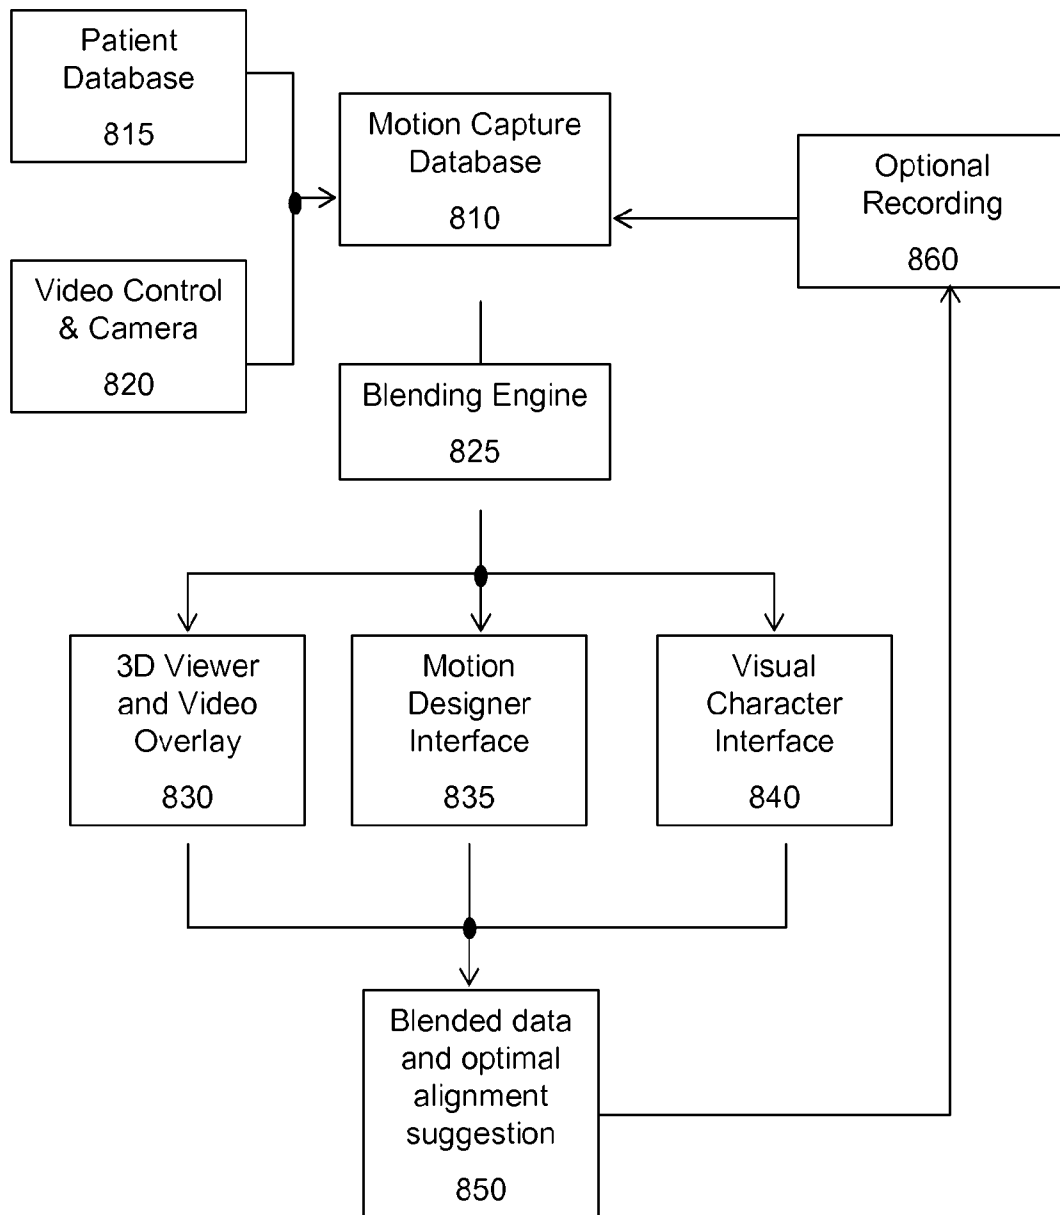 Patient
Database
815
Motion Capture
Database
810
Optional
Recording
860
Video Control
& Camera
820
Blending Engine
825
3D Viewer
and Video
Overlay
830
Motion
Designer
Interface
835
Visual
Character
Interface
840
Blended data
and optimal
alignment
suggestion
850